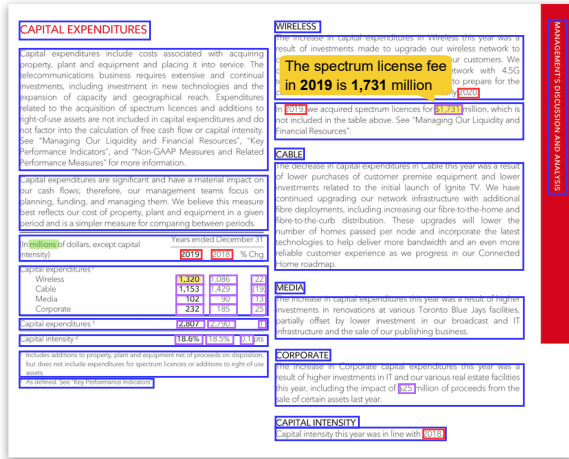 CAPITAL EXPENDITURES
Capital expenditures include costs associated with acquiring
property, plant and equipment and placing it into service. The
telecommunications business requires extensive and continual
investments, including investment in new technologies and the
expansion of capacity and geographical reach. Expenditures
related to the acquisition of spectrum licences and additions to
right-of-use assets are not included in capital expenditures and do
not factor into the calculation of free cash flow or capital intensity.
See "Managing Our Liquidity and Financial Resources", "Key
Performance Indicators", and "Non-GAAP Measures and Related
Performance Measures" for more information.
Capital expenditures are significant and have a material impact on
our cash flows; therefore, our management teams focus on
planning, funding, and managing them. We believe this measure
best reflects our cost of property, plant and equipment in a given
period and is a simpler measure for comparing between periods.
Years ended December 31
(In millions of dollars, except capital
intensity) 2019 2018 % Chg
Capital expenditures 1
Wireless 1,320 1,086 22
Cable 1,153 1,429 (19)
Media 102 90 13
Corporate 232 185 25
Capital expenditures 1 2,807 2,790 1
Capital intensity 2 18.6% 18.5% 0.1 pts
1 Includes additions to property, plant and equipment net of proceeds on disposition,
but does not include expenditures for spectrum licences or additions to right-of-use
assets.
2 As defined. See "Key Performance Indicators".
WIRELESS
The increase in capital expenditures in Wireless this year was a
result of investments made to upgrade our wireless network to
customers. We
with 4.5G
to prepare for the
2020.
The spectrum license fee
in 2019 is 1,731 million
In 2019, we acquired spectrum licences for $1,731 million, which is
not included in the table above. See "Managing Our Liquidity and
Financial Resources".
CABLE
The decrease in capital expenditures in Cable this year was a result
of lower purchases of customer premise equipment and lower
investments related to the initial launch of Ignite TV. We have
continued upgrading our network infrastructure with additional
fibre deployments, including increasing our fibre-to-the-home and
fibre-to-the-curb distribution. These upgrades will lower the
number of homes passed per node and incorporate the latest
technologies to help deliver more bandwidth and an even more
reliable customer experience as we progress in our Connected
Home roadmap.
MEDIA
The increase in capital expenditures this year was a result of higher
investments in renovations at various Toronto Blue Jays facilities,
partially offset by lower investment in our broadcast and IT
infrastructure and the sale of our publishing business.
CORPORATE
The increase in Corporate capital expenditures this year was a
result of higher investments in IT and our various real estate facilities
this year, including the impact of $25 million of proceeds from the
sale of certain assets last year.
CAPITAL INTENSITY
Capital intensity this year was in line with 2018.
MANAGEMENT'S DISCUSSION AND ANALYSIS